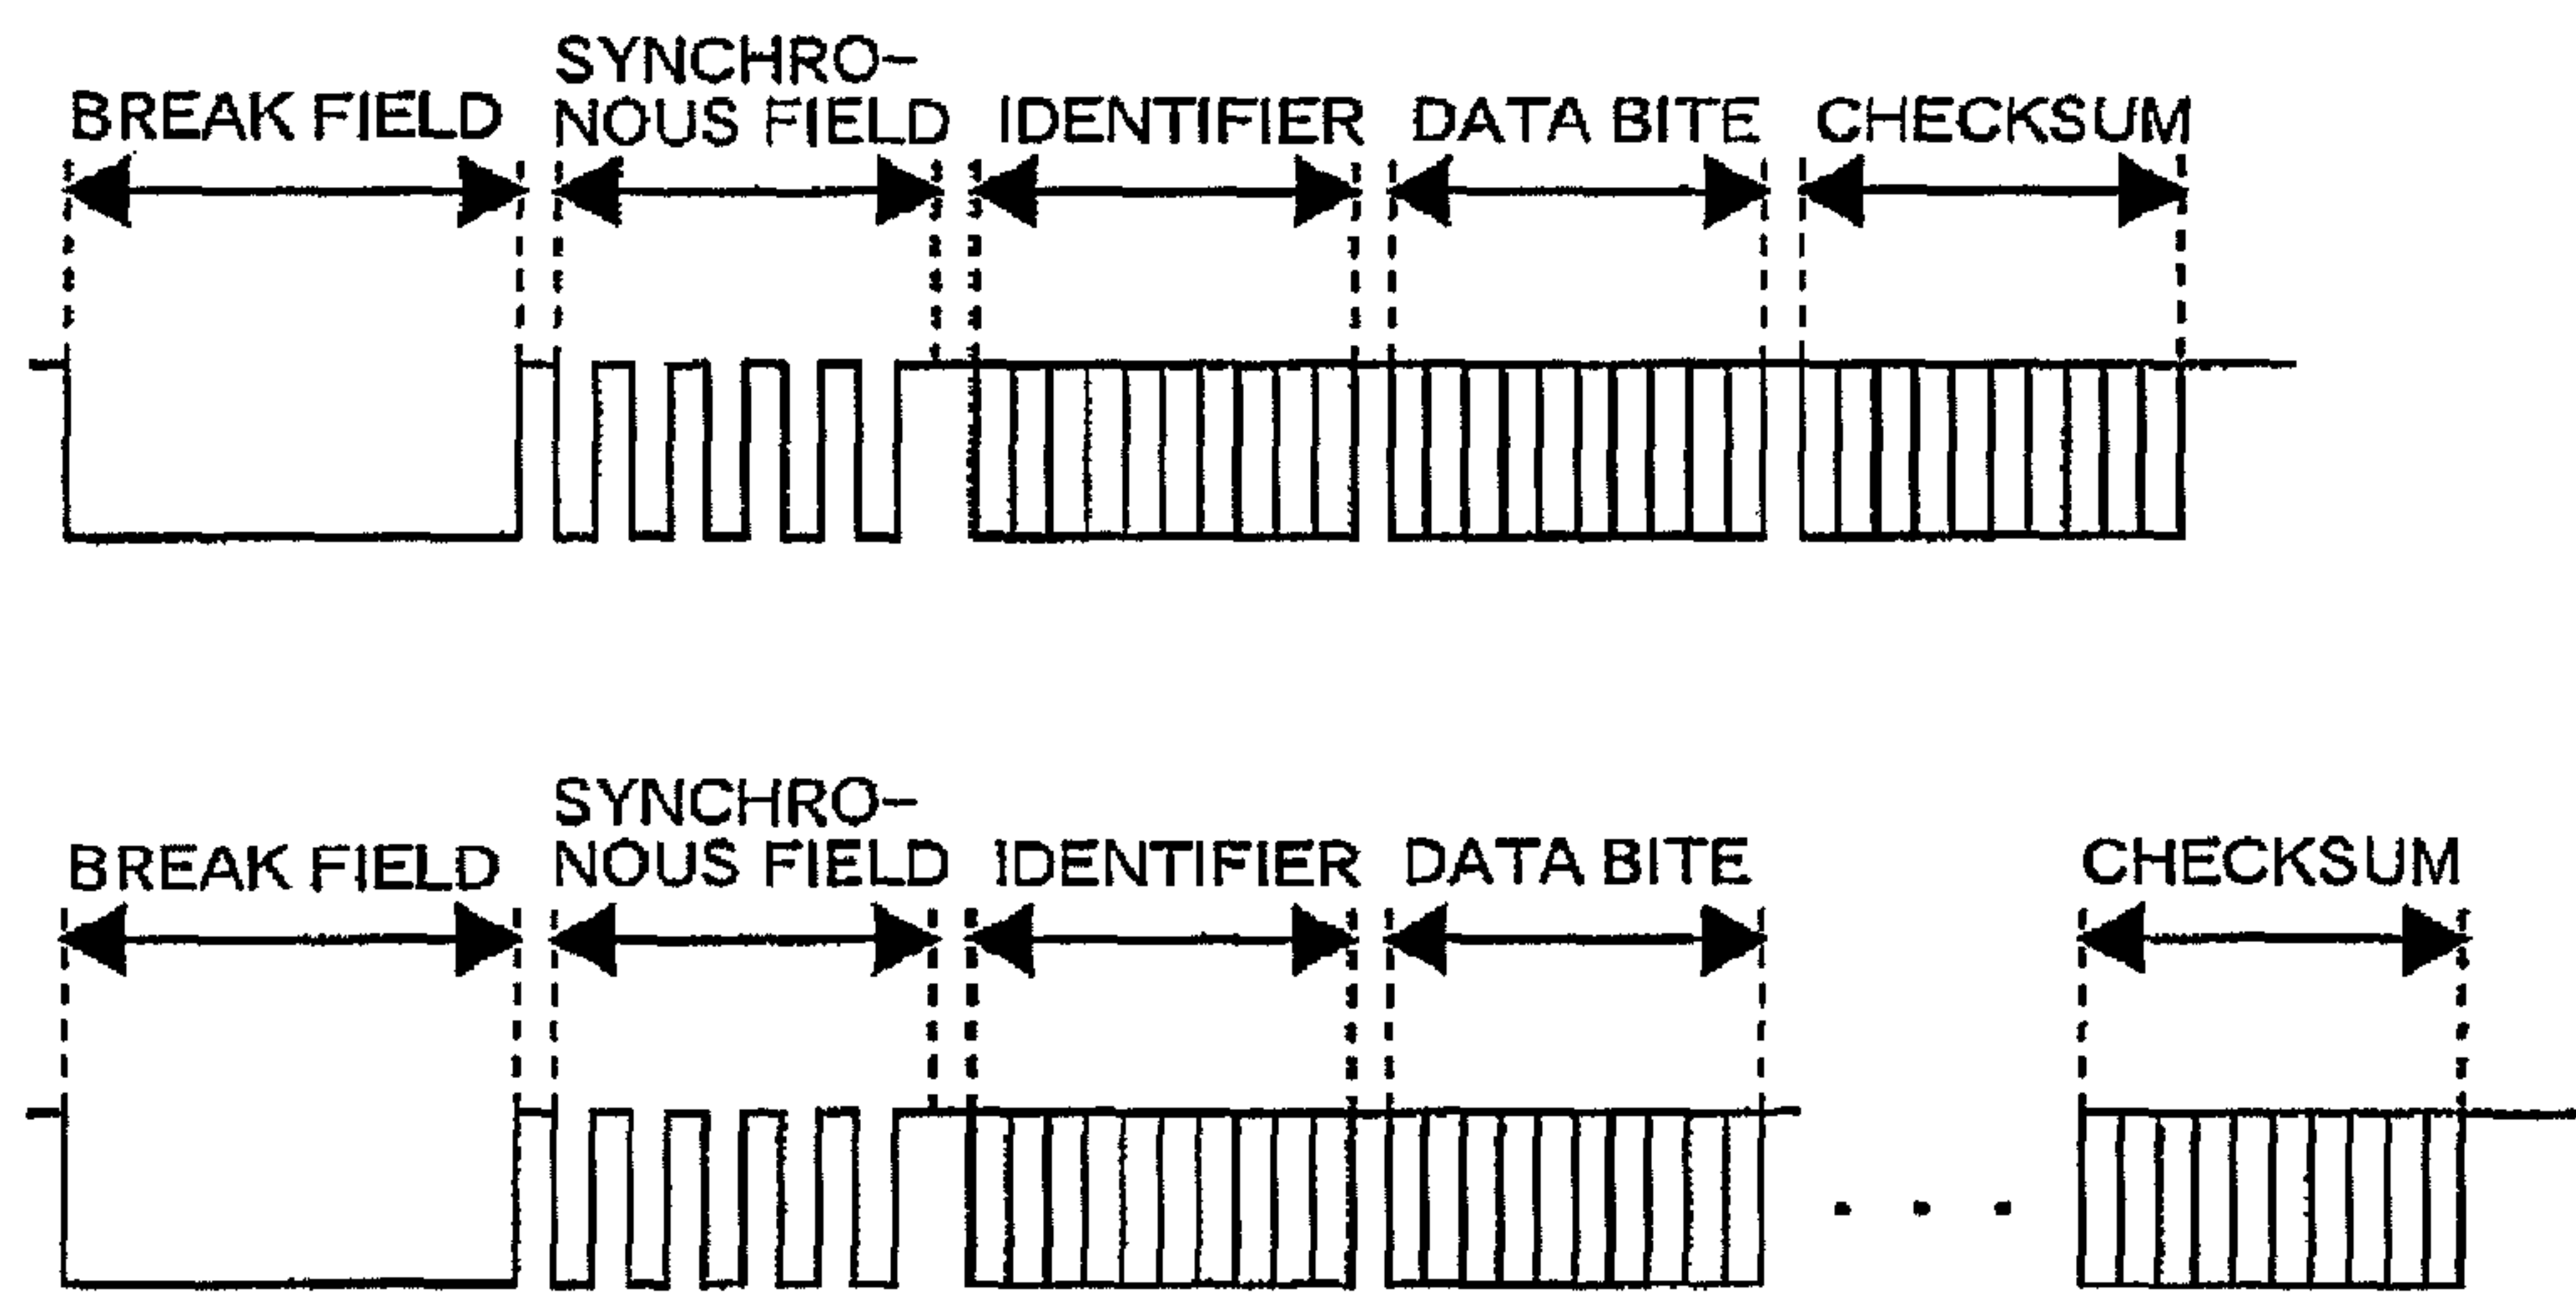 SYNCHRO-
BREAK FIELD NOUS FIELD IDENTIFIER DATA BITE CHECKSUM
SYNCHRO-
BREAK FIELD NOUS FIELD IDENTIFIER DATA BITE CHECKSUM